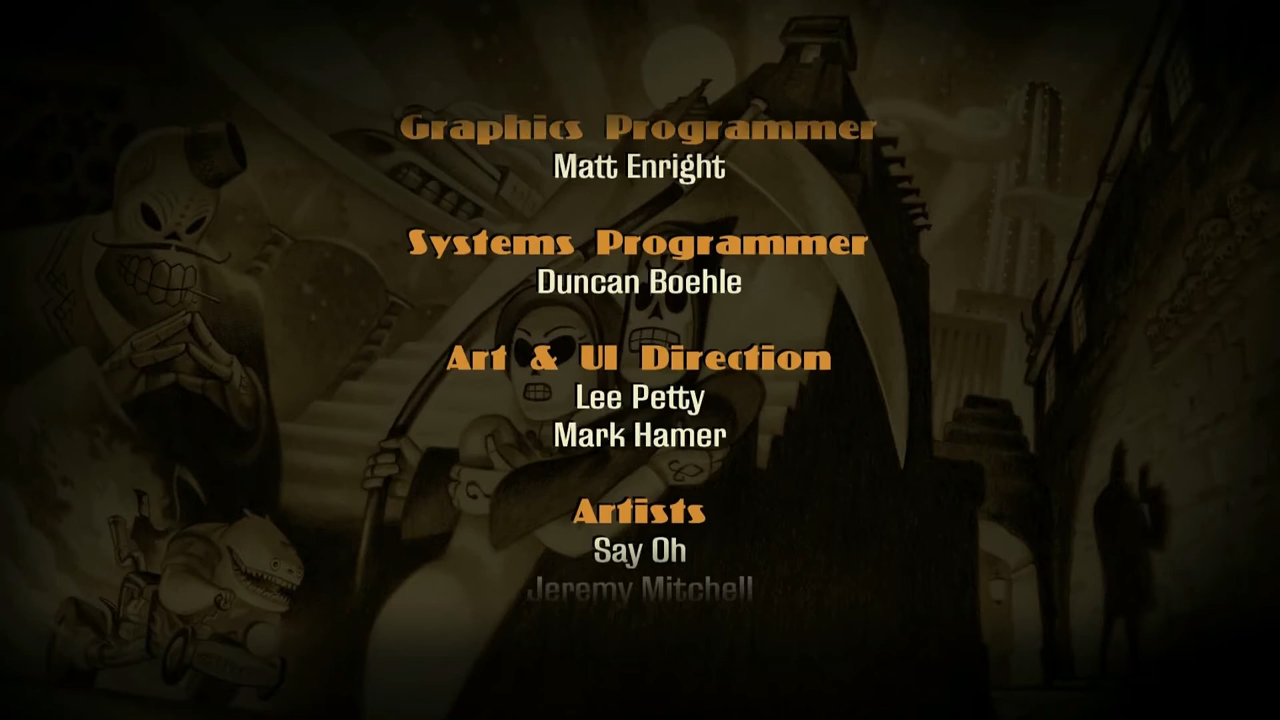 Graphics Programmer
Matt Enright
Systems Programmer
Duncan Boehle
Art & UI Direction
Lee Petty
Mark Hamer
Artists
Say Oh
Jeremy Mitchell